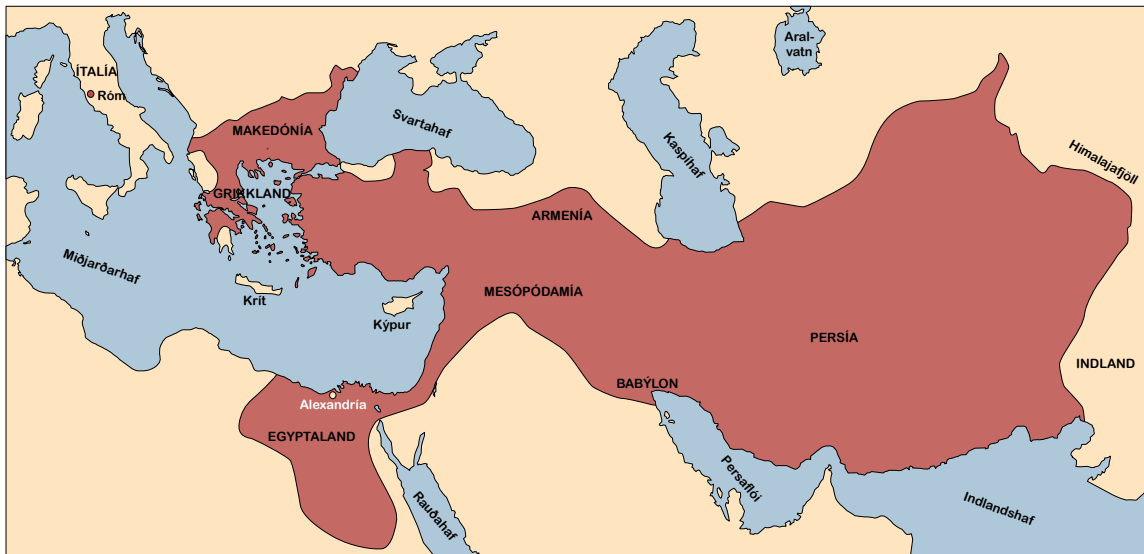 Aral-
vatn
ÍTALÍA
Róm
Svartahaf
MAKEDÓNÍA
Kaspíhaf
Himalajafjöll
GRIKKLAND
ARMENÍA
Miðjarðarhaf
MESÓPÓDAMÍA
Krít
Kýpur
PERSÍA
INDLAND
BABÝLON
Alexandría
EGYPTALAND
Persaflói
Rauðahaf
Indlandshaf